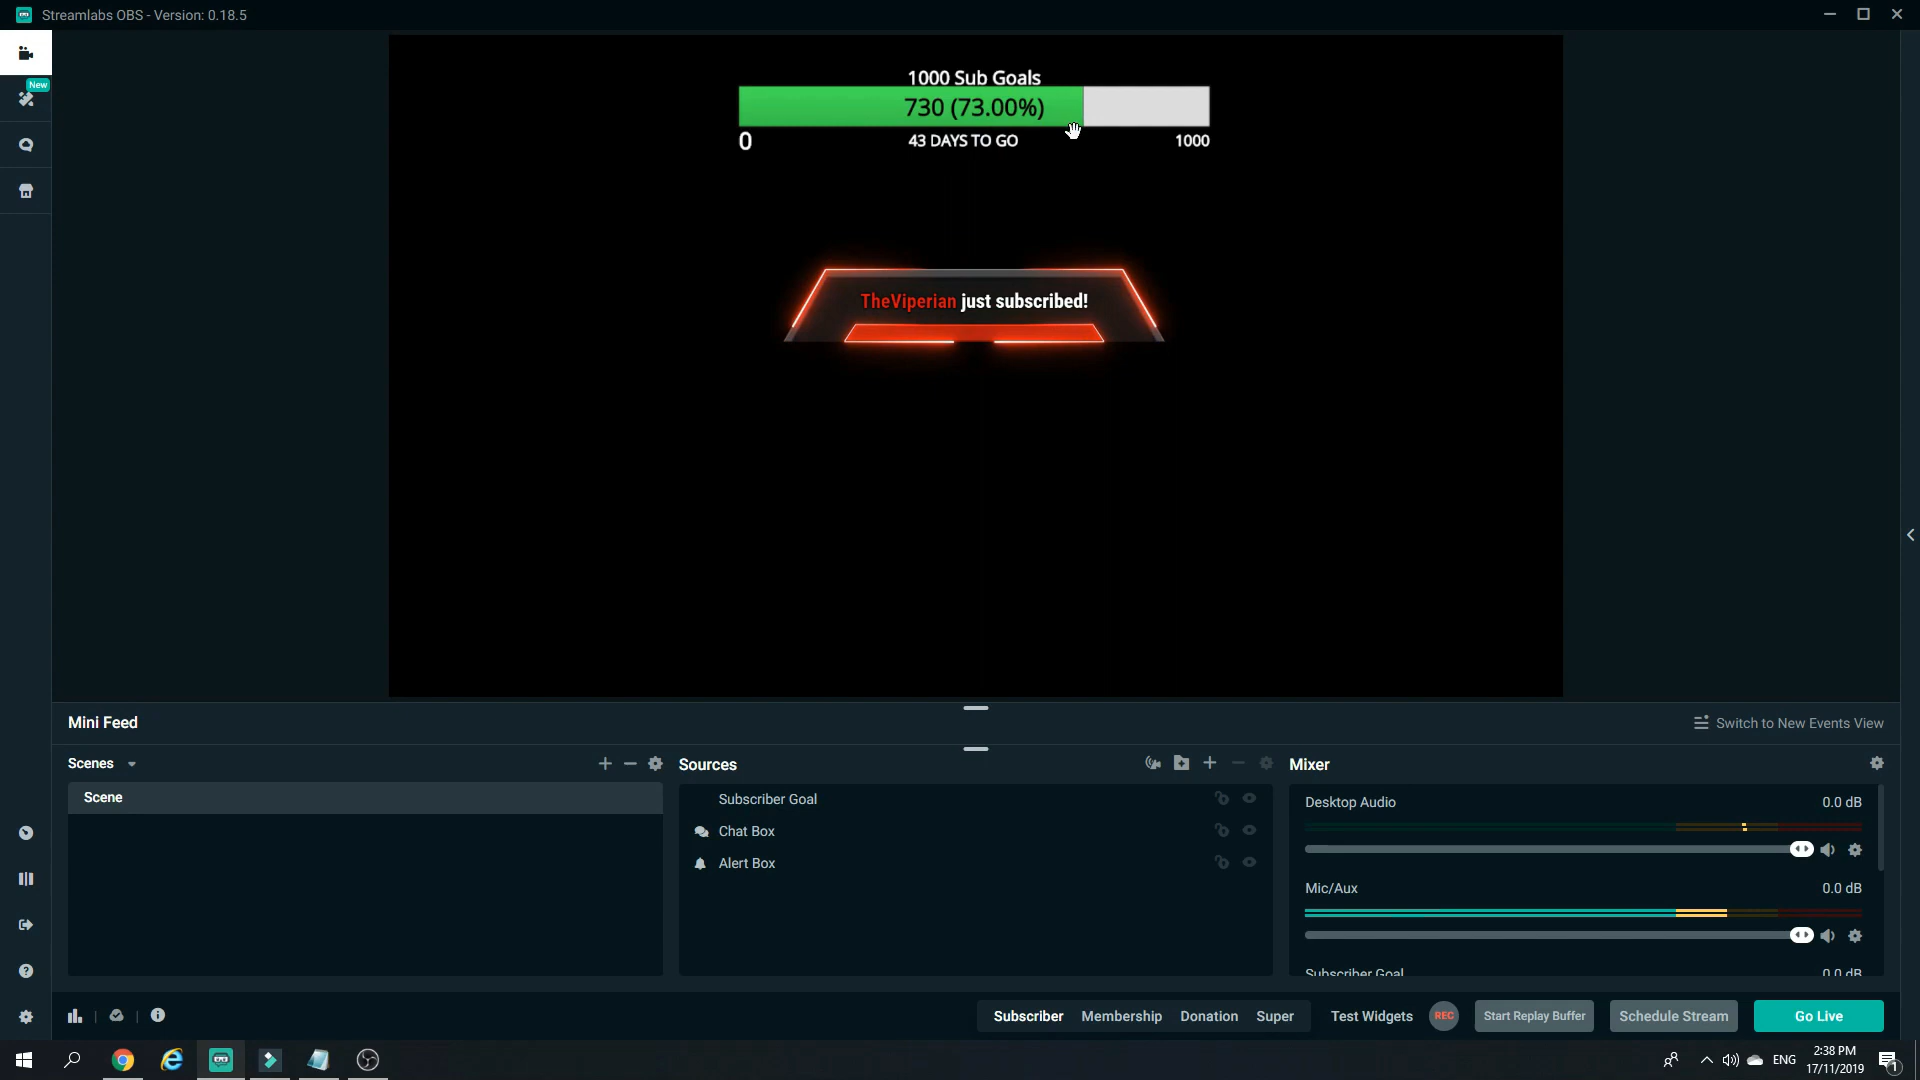 Streamlabs OBS - Version: 0.18.5
New
1000 Sub Goals
730 (73.00%)
0
43 DAYS TO GO
1000
TheViperian just subscribed!
Mini Feed
Switch to New Events View
Scenes
Scene
Sources
Subscriber Goal
Chat Box
Alert Box
Mixer
Desktop Audio
0.0 dB
Mic/Aux
0.0 dB
Subscriber Goal
0.0 dB
Subscriber
Membership
Donation
Super
Test Widgets
REC
Start Replay Buffer
Schedule Stream
Go Live
ENG
2:38 PM
17/11/2019
1